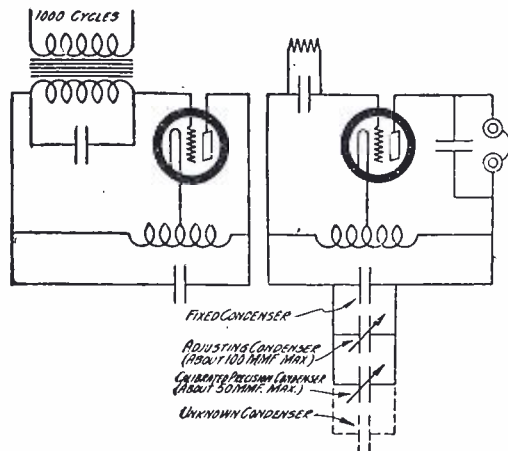 1000 CYCLES
FIXED CONDENSER
ADJUSTING CONDENSER
(ABOUT 100 MMF. MAX.)
CALIBRATED PRECISION CONDENSER
(ABOUT 50 MMF. MAX.)
UNKNOWN CONDENSER